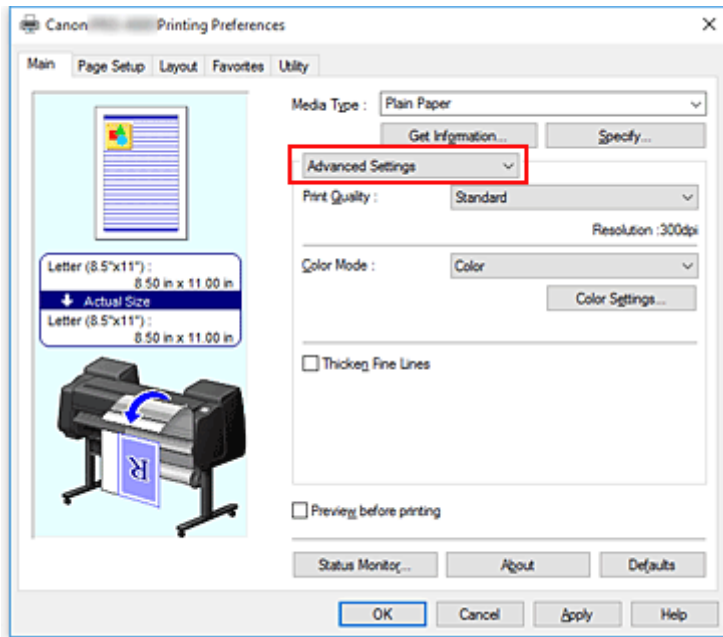 Canon Printing Preferences
Main Page Setup Layout Favorites Utility
Media Type : Plain Paper
Get Information... Specify...
Advanced Settings
Print Quality : Standard
Resolution :300dpi
Letter (8.5"x11") :
8.50 in x 11.00 in
Actual Size
Letter (8.5"x11") :
8.50 in x 11.00 in
Color Mode : Color
Color Settings...
Thicken Fine Lines
R
Preview before printing
Status Monitor... About Defaults
OK Cancel Apply Help